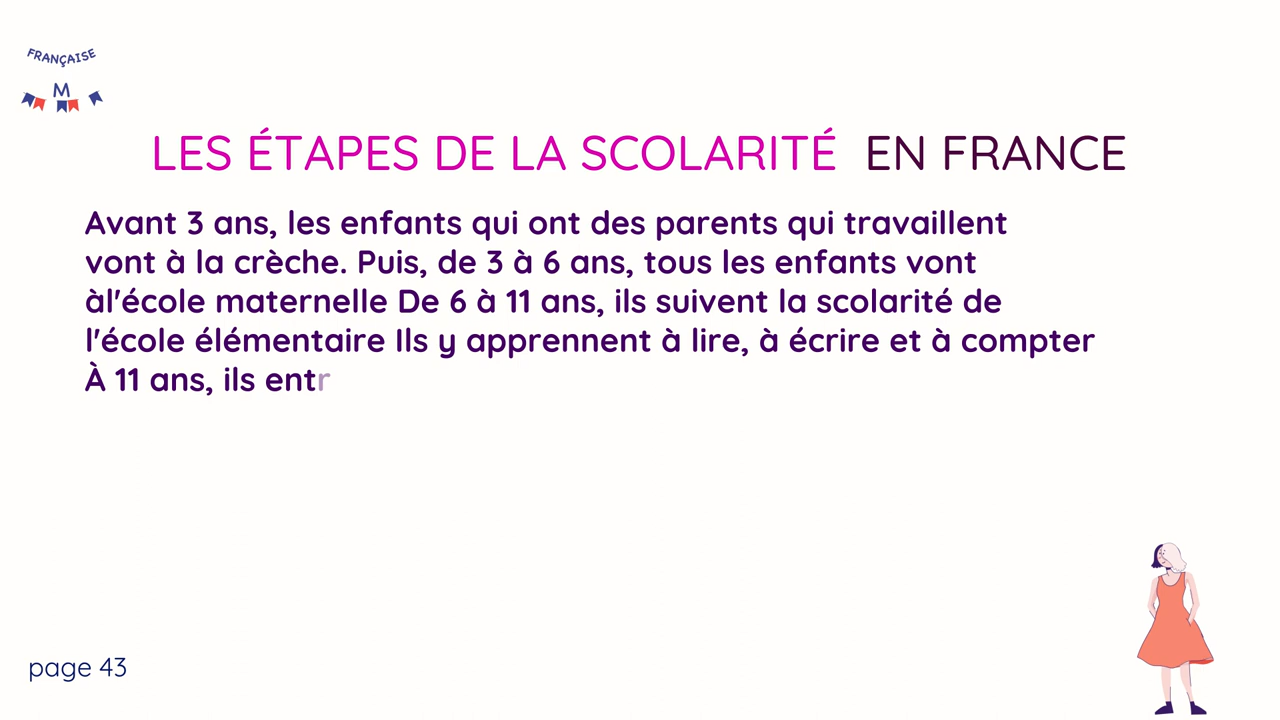 FRANÇAISE
M
LES ÉTAPES DE LA SCOLARITÉ EN FRANCE
Avant 3 ans, les enfants qui ont des parents qui travaillent
vont à la crèche. Puis, de 3 à 6 ans, tous les enfants vont
àl'école maternelle De 6 à 11 ans, ils suivent la scolarité de
l'école élémentaire Ils y apprennent à lire, à écrire et à compter
À 11 ans, ils entr
page 43